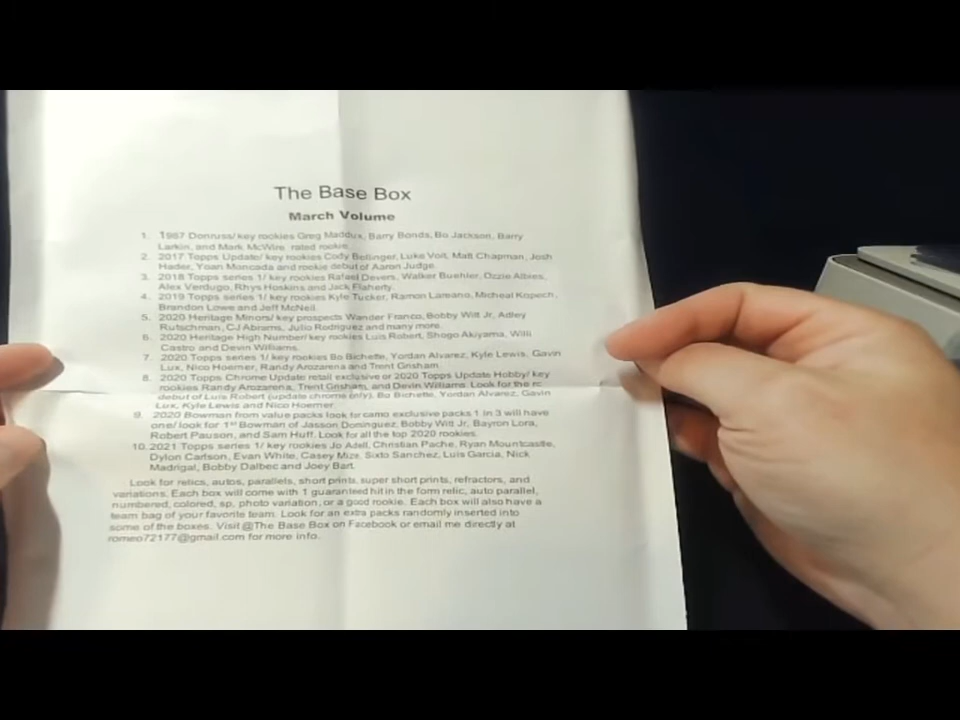 The Base Box
March Volume
1. 1987 Donruss/ key rookies Greg Maddux, Barry Bonds, Bo Jackson, Barry
Larkin, and Mark McWire rated rookie.
2. 2017 Topps Update/ key rookies Cody Bellinger, Luke Voit, Matt Chapman, Josh
Hader, Yoan Moncada and rookie debut of Aaron Judge.
3. 2018 Topps series 1/ key rookies Rafael Devers, Walker Buehler, Ozzie Albies,
Alex Verdugo, Rhys Hoskins and Jack Flaherty.
4. 2019 Topps series 1/ key rookies Kyle Tucker, Ramon Lareano, Micheal Kopech,
Brandon Lowe and Jeff McNeil.
5. 2020 Heritage Minors/ key prospects Wander Franco, Bobby Witt Jr, Adley
Rutschman, CJ Abrams, Julio Rodriguez and many more.
6. 2020 Heritage High Number/ key rookies Luis Robert, Shogo Akiyama, Willi
Castro and Devin Williams.
7. 2020 Topps series 1/ key rookies Bo Bichette, Yordan Alvarez, Kyle Lewis, Gavin
Lux, Nico Hoerner, Randy Arozarena and Trent Grisham.
8. 2020 Topps Chrome Update retail exclusive or 2020 Topps Update Hobby/ key
rookies Randy Arozarena, Trent Grisham, and Devin Williams. Look for the rc
debut of Luis Robert (update chrome only), Bo Bichette, Yordan Alvarez, Gavin
Lux, Kyle Lewis and Nico Hoerner.
9. 2020 Bowman from value packs look for camo exclusive packs 1 in 3 will have
one/ look for 1st Bowman of Jasson Dominguez, Bobby Witt Jr, Bayron Lora,
Robert Pauson, and Sam Huff. Look for all the top 2020 rookies.
10. 2021 Topps series 1/ key rookies Jo Adell, Christian Pache, Ryan Mountcastle,
Dylon Carlson, Evan White, Casey Mize, Sixto Sanchez, Luis Garcia, Nick
Madrigal, Bobby Dalbec and Joey Bart.
Look for relics, autos, parallels, short prints, super short prints, refractors, and
variations. Each box will come with 1 guaranteed hit in the form relic, auto parallel,
numbered, colored, sp, photo variation, or a good rookie. Each box will also have a
team bag of your favorite team. Look for an extra packs randomly inserted into
some of the boxes. Visit @The Base Box on Facebook or email me directly at
romeo72177@gmail.com for more info.